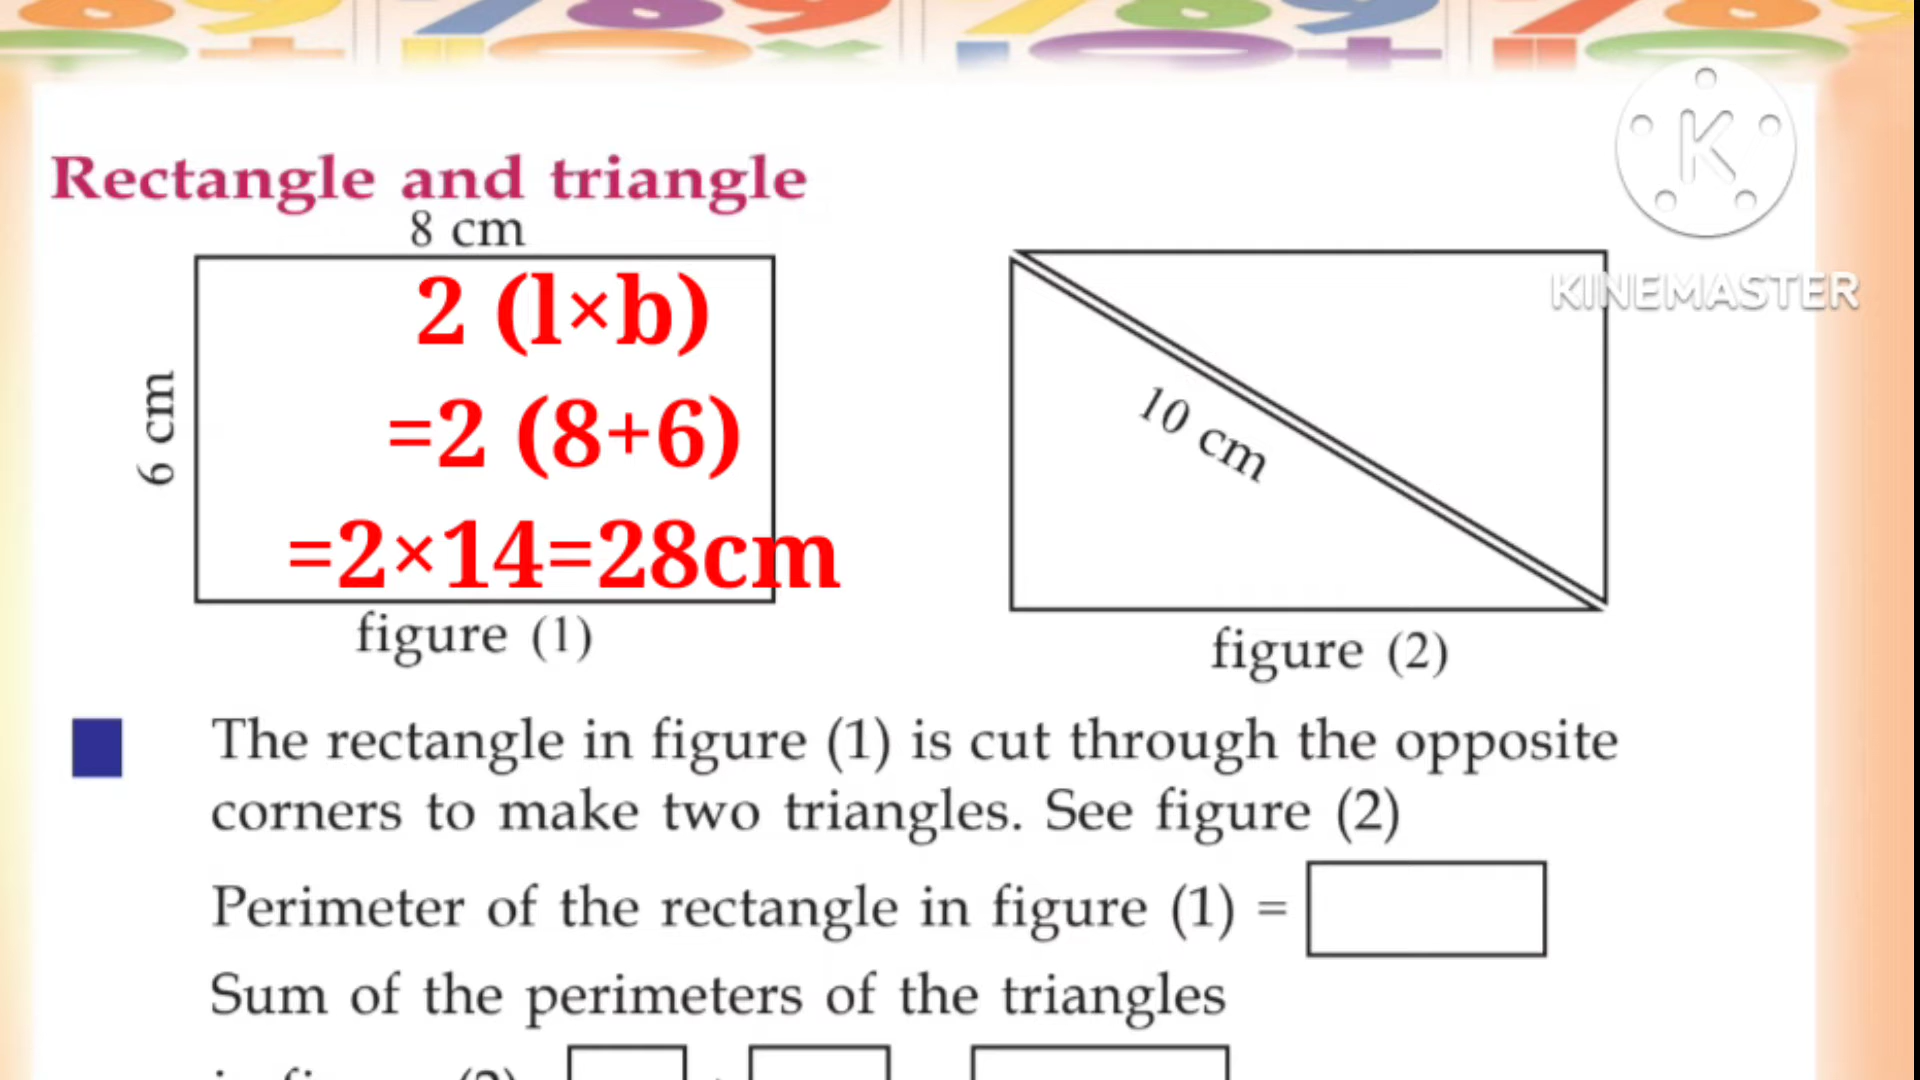 Rectangle and triangle
8 cm
2 (l×b)
=2 (8+6)
=2×14=28cm
6 cm
figure (1)
10 cm
figure (2)
K
KINEMASTER
The rectangle in figure (1) is cut through the opposite
corners to make two triangles. See figure (2)
Perimeter of the rectangle in figure (1) =
Sum of the perimeters of the triangles